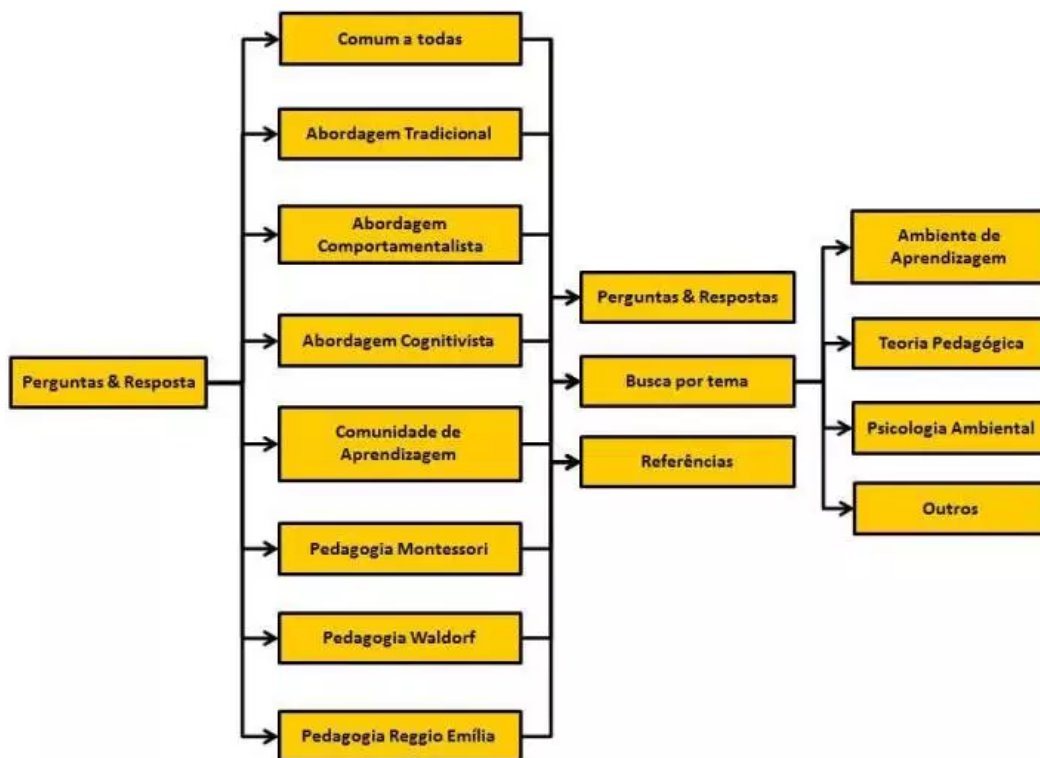 Perguntas & Resposta
Comum a todas
Abordagem Tradicional
Abordagem
Comportamentalista
Abordagem Cognitivista
Comunidade de
Aprendizagem
Pedagogia Montessori
Pedagogia Waldorf
Pedagogia Reggio Emília
Perguntas & Respostas
Busca por tema
Referências
Ambiente de
Aprendizagem
Teoria Pedagógica
Psicologia Ambiental
Outros